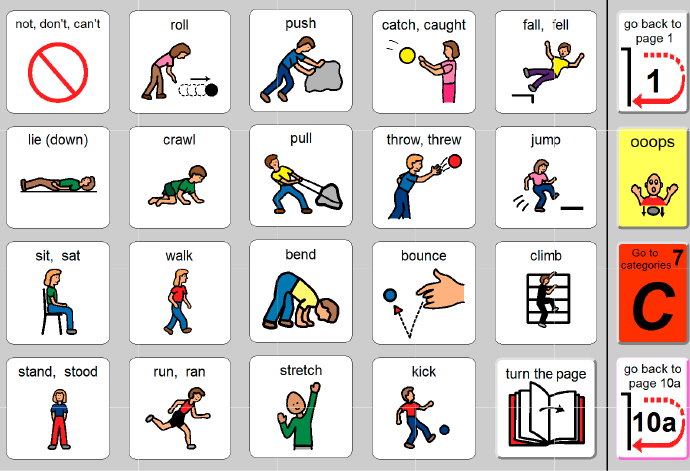 not, don't, can't
roll
push
catch, caught
fall, fell
go back to
page 1
1
lie (down)
crawl
pull
throw, threw
jump
ooops
sit, sat
walk
bend
bounce
climb
Go to
categories 7
C
stand, stood
run, ran
stretch
kick
turn the page
go back to
page 10a
10a